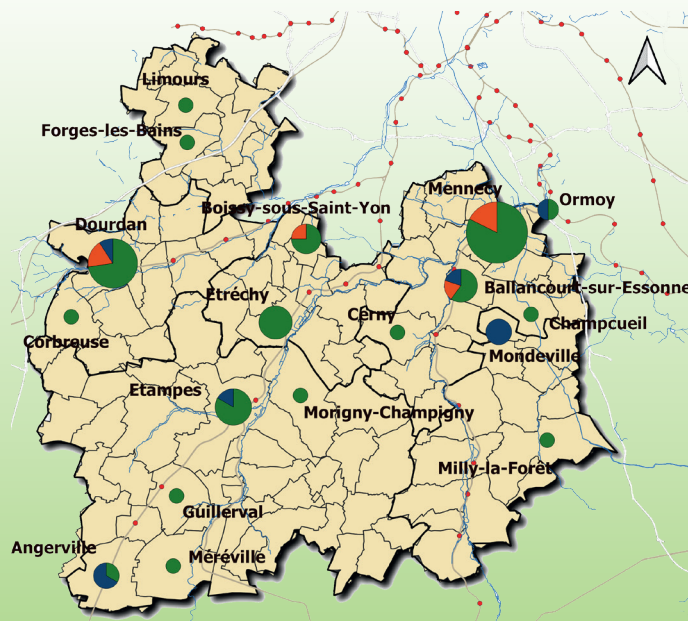 Limours
Forges-les-Bains
Mennecy
Ormoy
Boissy-sous-Saint-Yon
Dourdan
Ballancourt-sur-Essonne
Etréchy
Cerny
Champcueil
Corbreuse
Mondeville
Etampes
Morigny-Champigny
Milly-la-Forêt
Guillerval
Angerville
Méréville